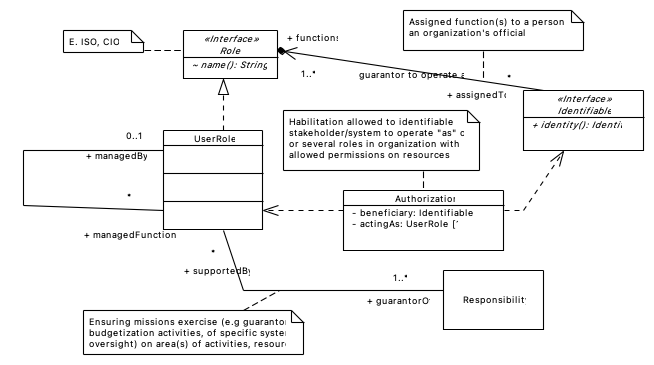 E. ISO, CIO
«Interface»
Role
~ name(): String
+ functions
1..*
Assigned function(s) to a person
an organization's official
guarantor to operate
*
+ assignedTo
«Interface»
Identifiable
+ identity(): Identi
Habilitation allowed to identifiable
stakeholder/system to operate "as"
or several roles in organization with
allowed permissions on resources
0..1
+ managedBy
UserRole
*
+ managedFunction
Authorization
- beneficiary: Identifiable
- actingAs: UserRole [
*
+ supportedBy
1..*
+ guarantorO
Responsibilit
Ensuring missions exercise (e.g guarantor
budgetization activities, of specific syste
oversight) on area(s) of activities, resour